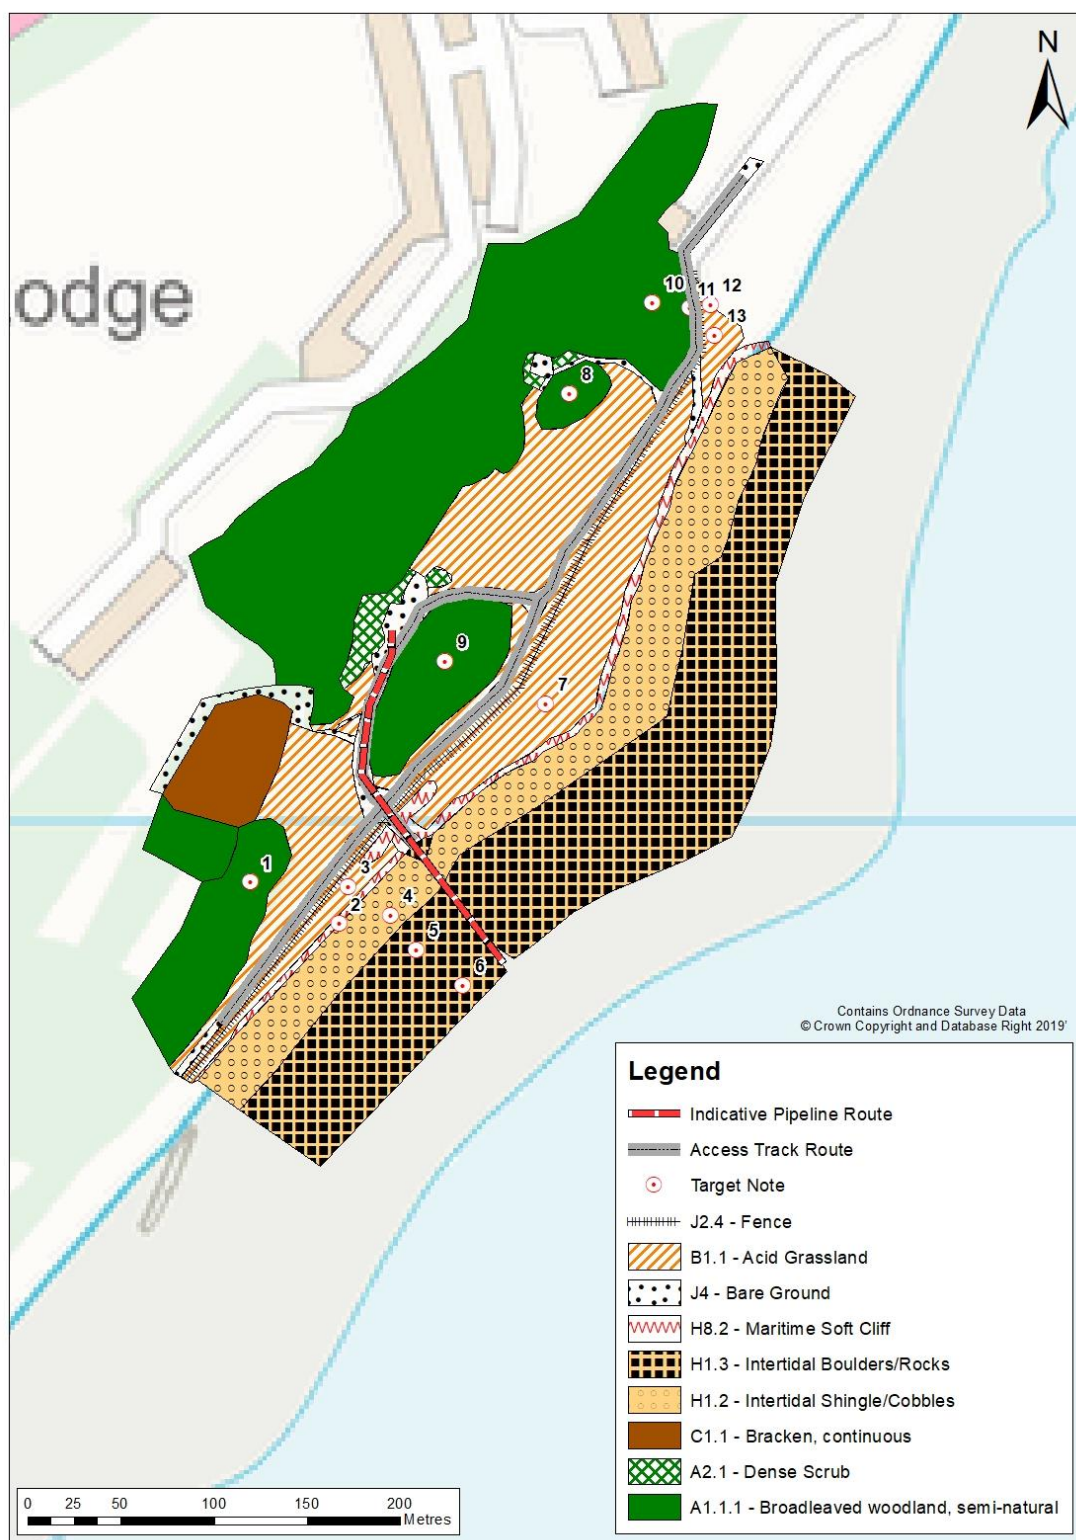 N
odge
10
11
12
13
8
9
7
1
3
2
4
5
6
Contains Ordnance Survey Data
© Crown Copyright and Database Right 2019'
Legend
Indicative Pipeline Route
Access Track Route
Target Note
J2.4 - Fence
B1.1 - Acid Grassland
J4 - Bare Ground
H8.2 - Maritime Soft Cliff
H1.3 - Intertidal Boulders/Rocks
H1.2 - Intertidal Shingle/Cobbles
C1.1 - Bracken, continuous
A2.1 - Dense Scrub
A1.1.1 - Broadleaved woodland, semi-natural
0 25 50 100 150 200
Metres